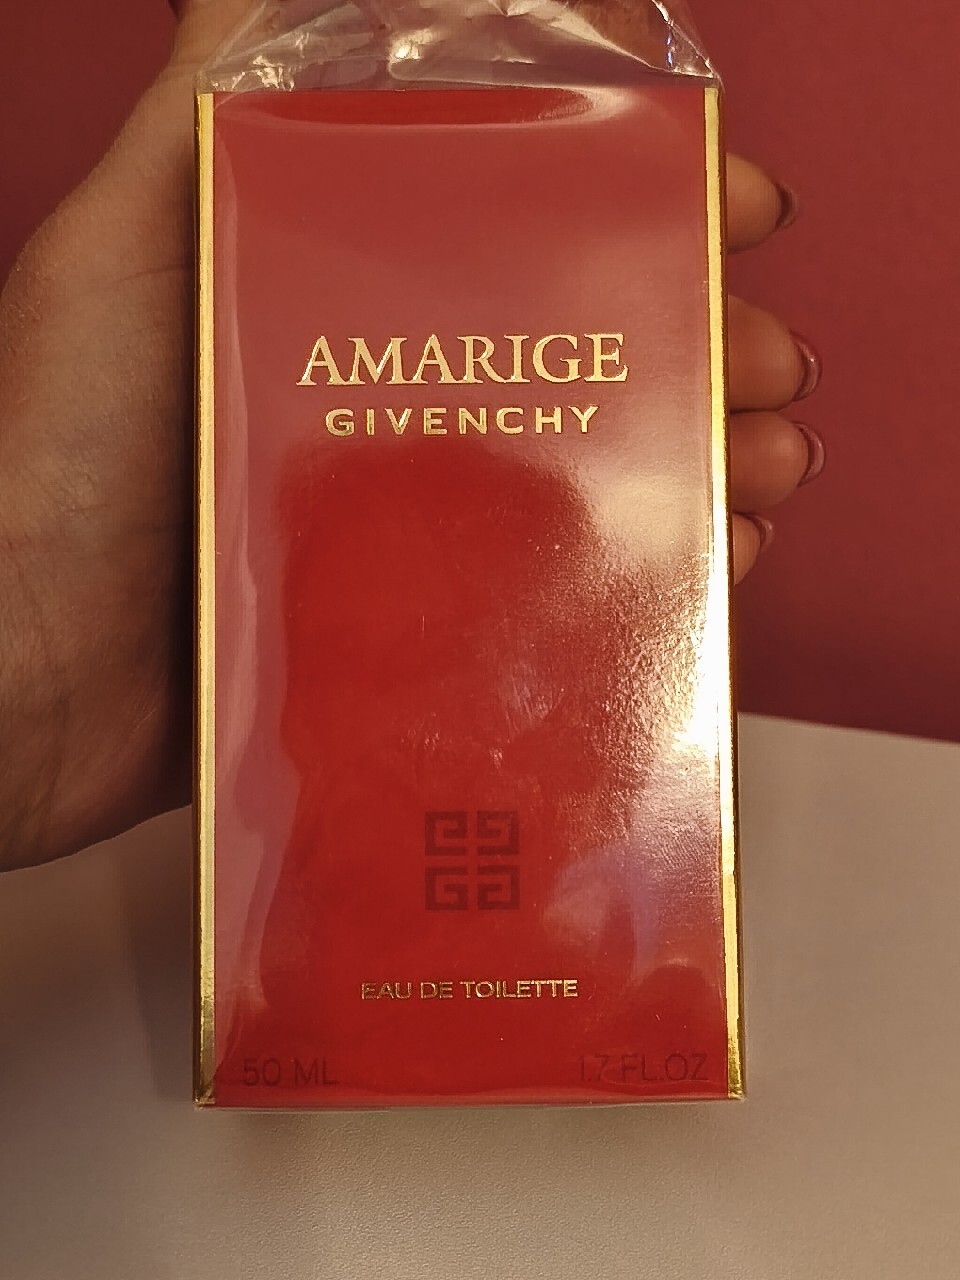 AMARIGE
GIVENCHY
EAU DE TOILETTE
50 ML 1.7 FL.OZ